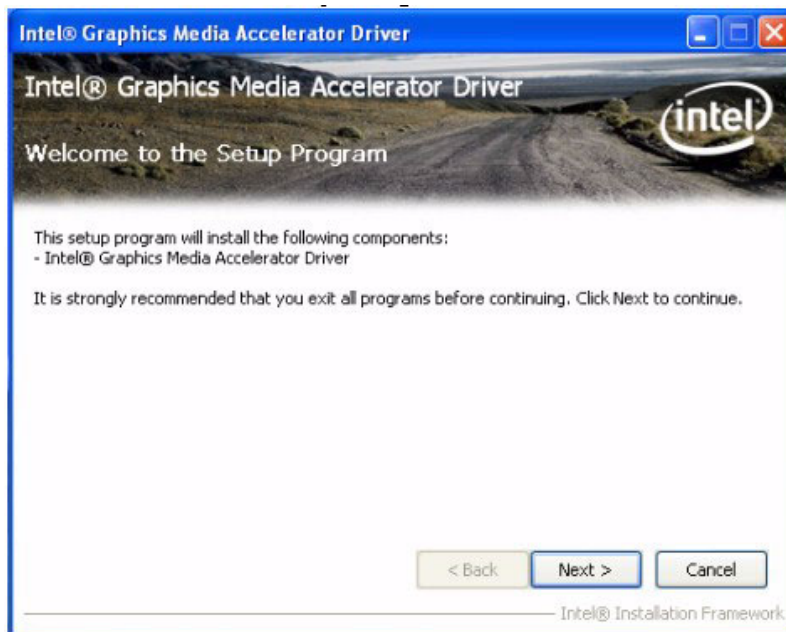 Intel® Graphics Media Accelerator Driver
Intel® Graphics Media Accelerator Driver
intel
Welcome to the Setup Program
This setup program will install the following components:
- Intel® Graphics Media Accelerator Driver
It is strongly recommended that you exit all programs before continuing. Click Next to continue.
< Back Next > Cancel
Intel® Installation Framework